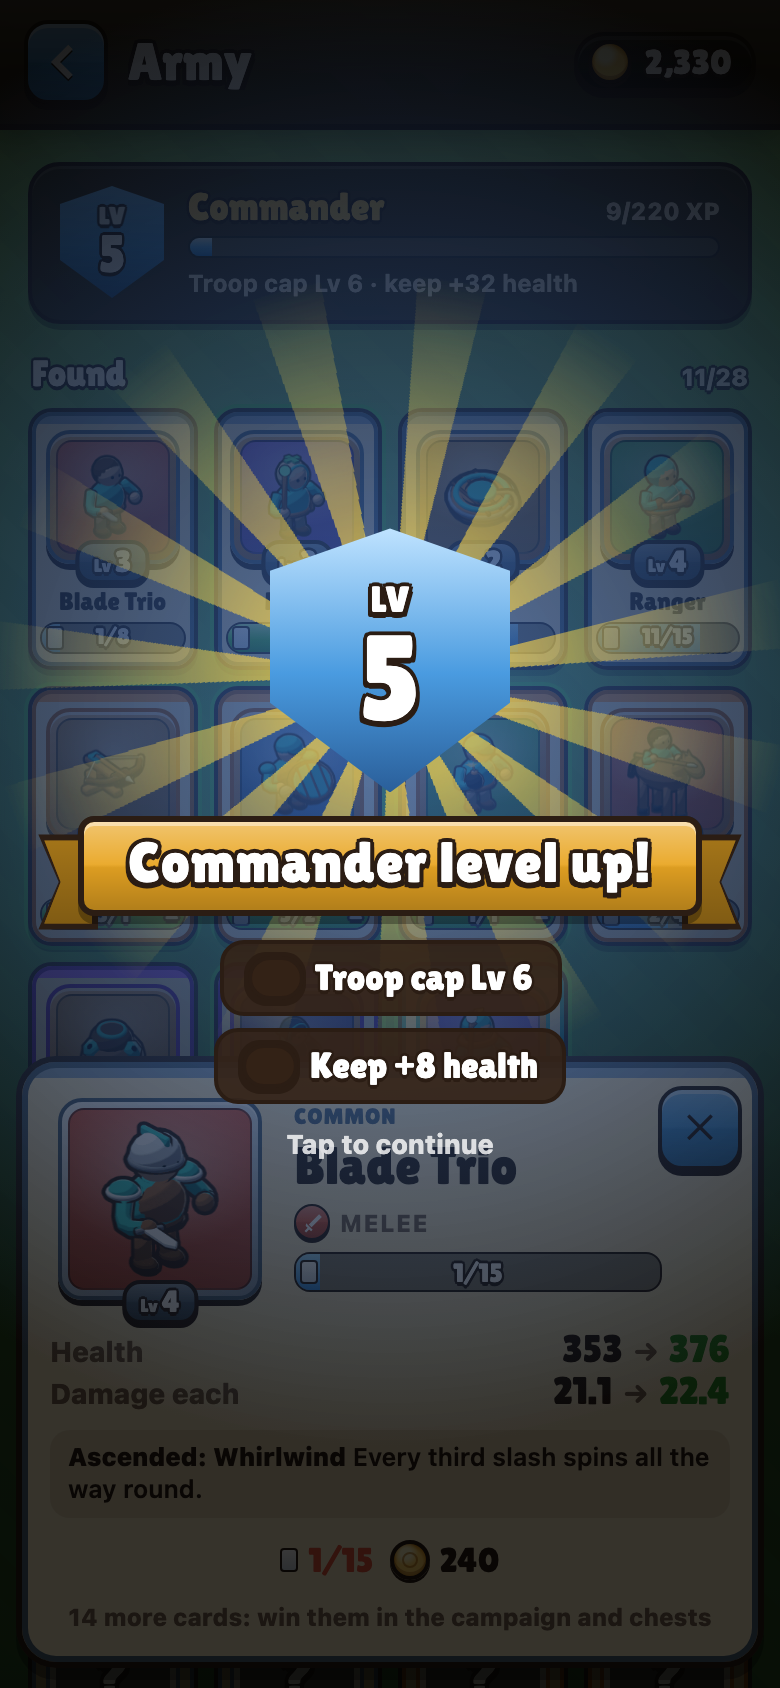 Army
2,330
LV
5
Commander
9/220 XP
Troop cap Lv 6 · keep +32 health
Found
11/28
Lv 3
Blade Trio
1/8
2
Lv 4
Ranger
11/15
LV
5
Commander level up!
Troop cap Lv 6
Keep +8 health
COMMON
Tap to continue
Blade Trio
MELEE
1/15
Lv 4
Health 353 → 376
Damage each 21.1 → 22.4
Ascended: Whirlwind Every third slash spins all the
way round.
1/15 240
14 more cards: win them in the campaign and chests